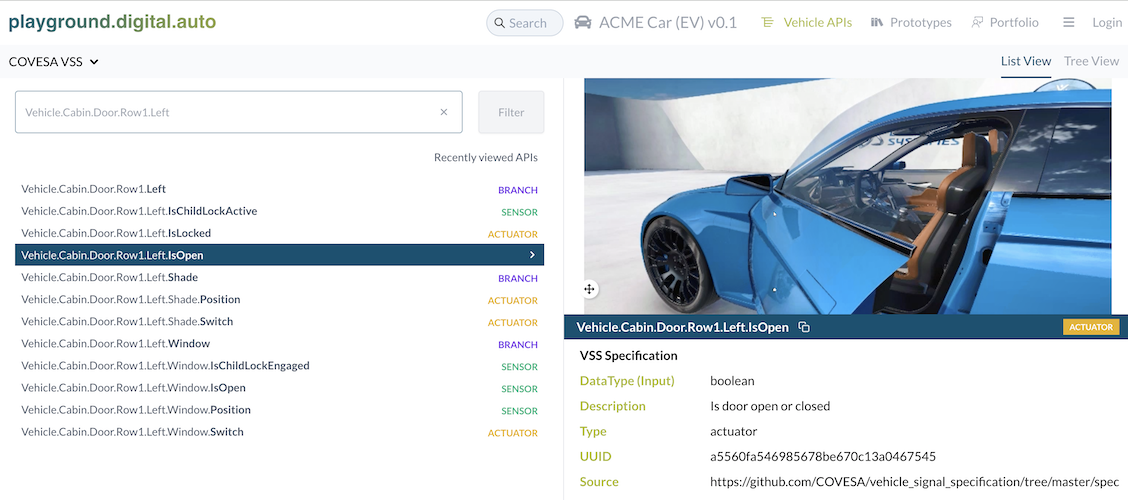 playground.digital.auto
Search
ACME Car (EV) v0.1
Vehicle APIs
Prototypes
Portfolio
Login
COVESA VSS
List View
Tree View
Vehicle.Cabin.Door.Row1.Left
Filter
Recently viewed APIs
Vehicle.Cabin.Door.Row1.Left BRANCH
Vehicle.Cabin.Door.Row1.Left.IsChildLockActive SENSOR
Vehicle.Cabin.Door.Row1.Left.IsLocked ACTUATOR
Vehicle.Cabin.Door.Row1.Left.IsOpen
Vehicle.Cabin.Door.Row1.Left.Shade BRANCH
Vehicle.Cabin.Door.Row1.Left.Shade.Position ACTUATOR
Vehicle.Cabin.Door.Row1.Left.Shade.Switch ACTUATOR
Vehicle.Cabin.Door.Row1.Left.Window BRANCH
Vehicle.Cabin.Door.Row1.Left.Window.IsChildLockEngaged SENSOR
Vehicle.Cabin.Door.Row1.Left.Window.IsOpen SENSOR
Vehicle.Cabin.Door.Row1.Left.Window.Position SENSOR
Vehicle.Cabin.Door.Row1.Left.Window.Switch ACTUATOR
Vehicle.Cabin.Door.Row1.Left.IsOpen ACTUATOR
VSS Specification
DataType (Input) boolean
Description Is door open or closed
Type actuator
UUID a5560fa546985678be670c13a0467545
Source https://github.com/COVESA/vehicle_signal_specification/tree/master/spec